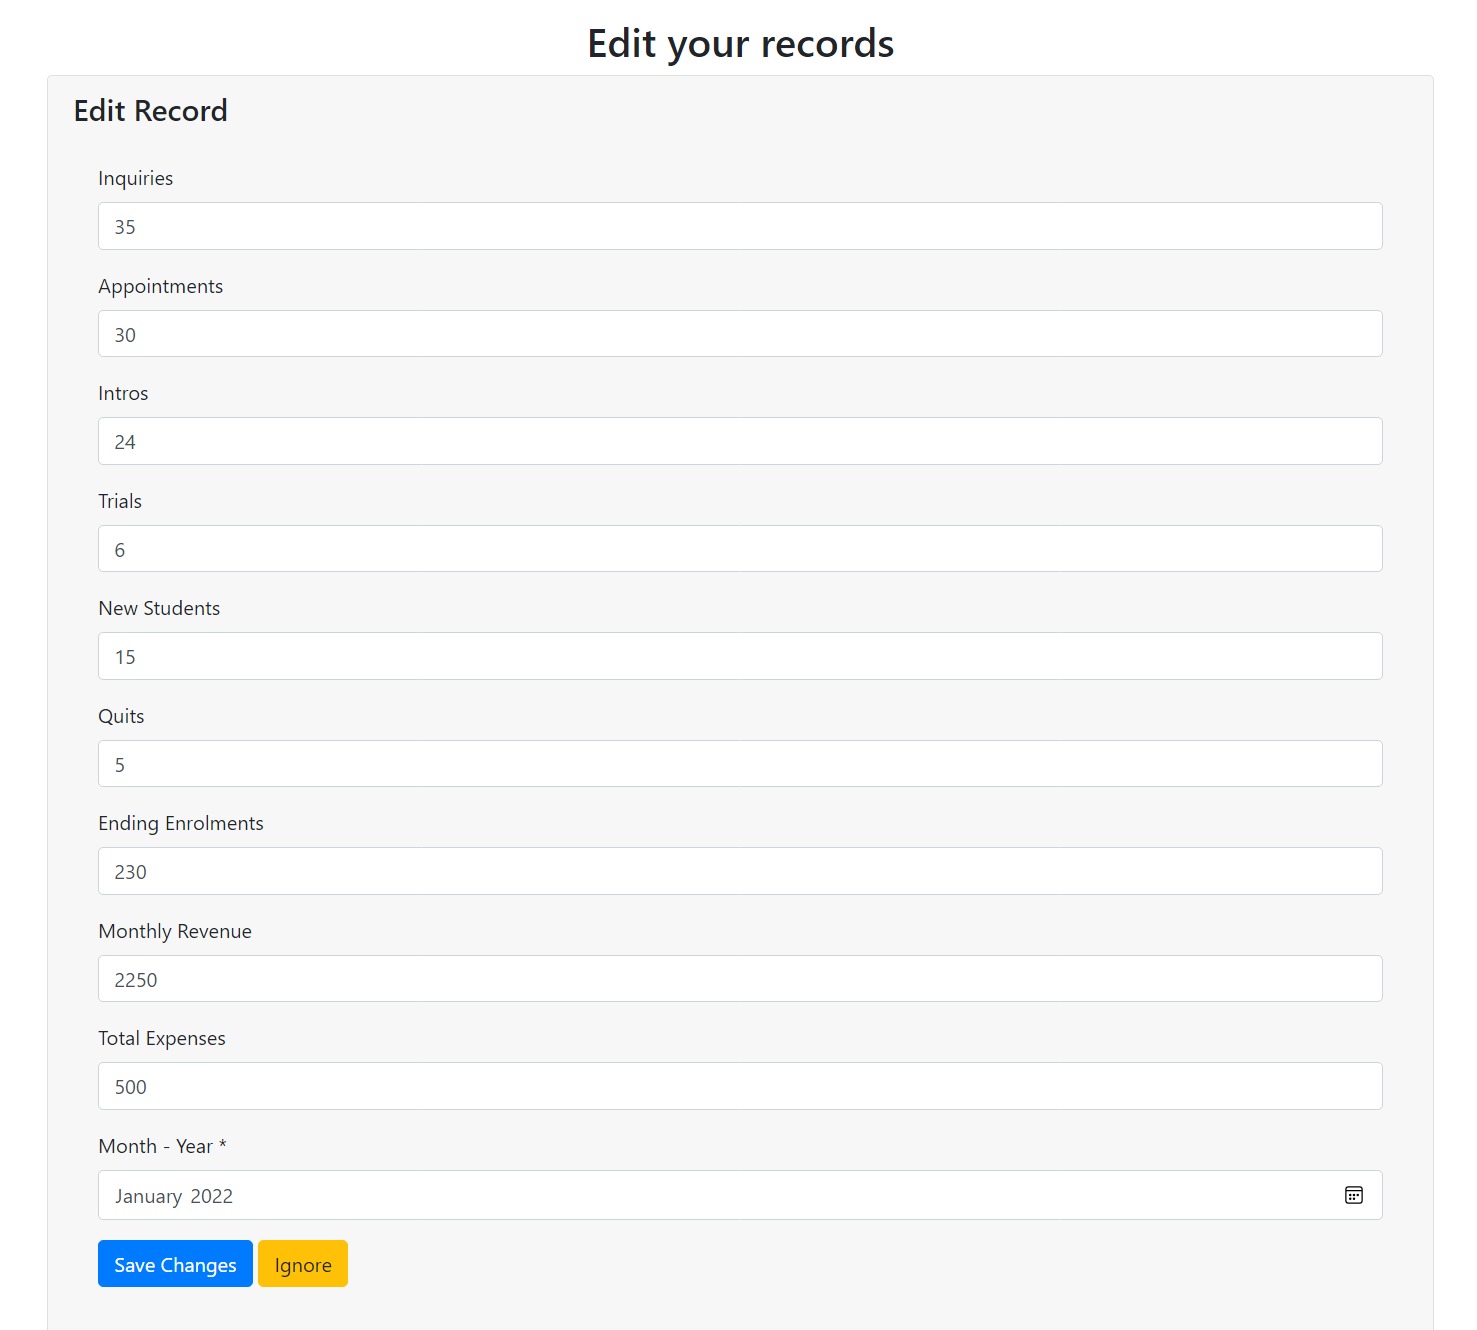 Edit your records
Edit Record
Inquiries
35
Appointments
30
Intros
24
Trials
6
New Students
15
Quits
5
Ending Enrolments
230
Monthly Revenue
2250
Total Expenses
500
Month - Year *
January 2022
Save Changes Ignore